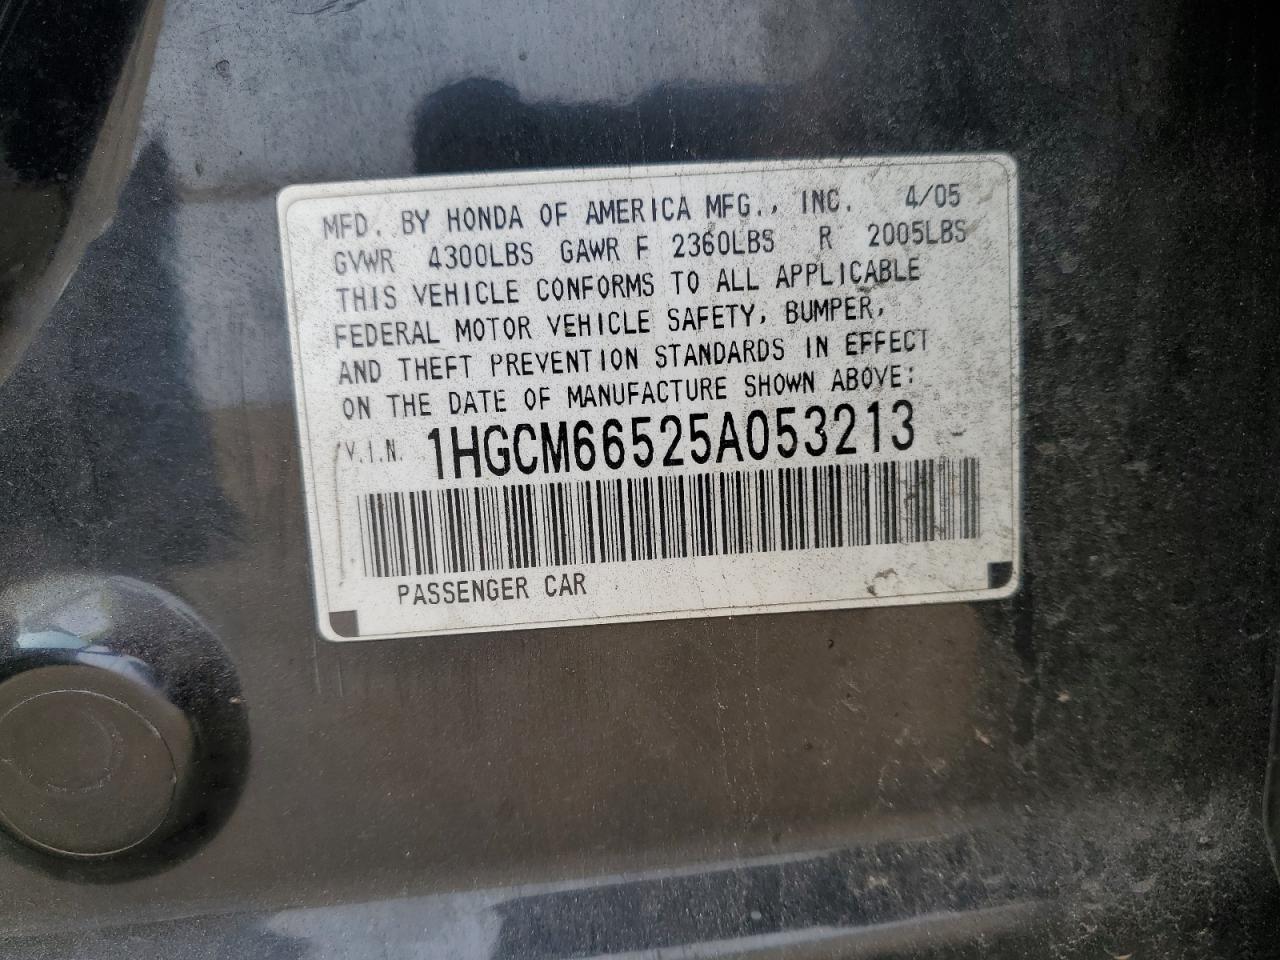 MFD. BY HONDA OF AMERICA MFG., INC. 4/05
GVWR 4300LBS GAWR F 2360LBS R 2005LBS
THIS VEHICLE CONFORMS TO ALL APPLICABLE
FEDERAL MOTOR VEHICLE SAFETY, BUMPER,
AND THEFT PREVENTION STANDARDS IN EFFECT
ON THE DATE OF MANUFACTURE SHOWN ABOVE:
V.I.N. 1HGCM66525A053213
PASSENGER CAR